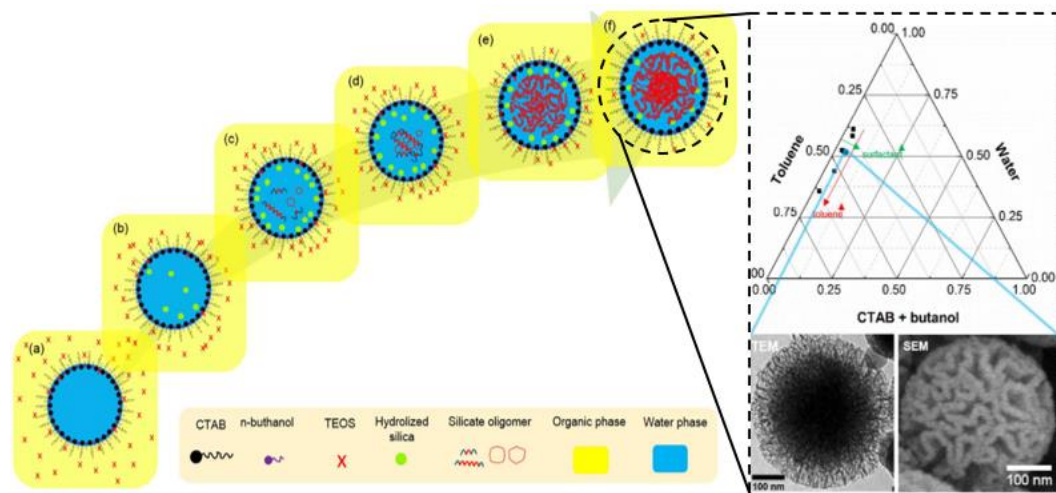 (a)
(b)
(c)
(d)
(e)
(f)
CTAB
n-buthanol
TEOS
Hydrolized
silica
Silicate oligomer
Organic phase
Water phase
X
0.00
1.00
0.25
0.75
0.50
0.50
0.75
0.25
00
0.00
0.00
0.25
0.50
0.75
1.00
Toluene
Water
surfactant
toluene
CTAB + butanol
TEM
100 nm
SEM
100 nm